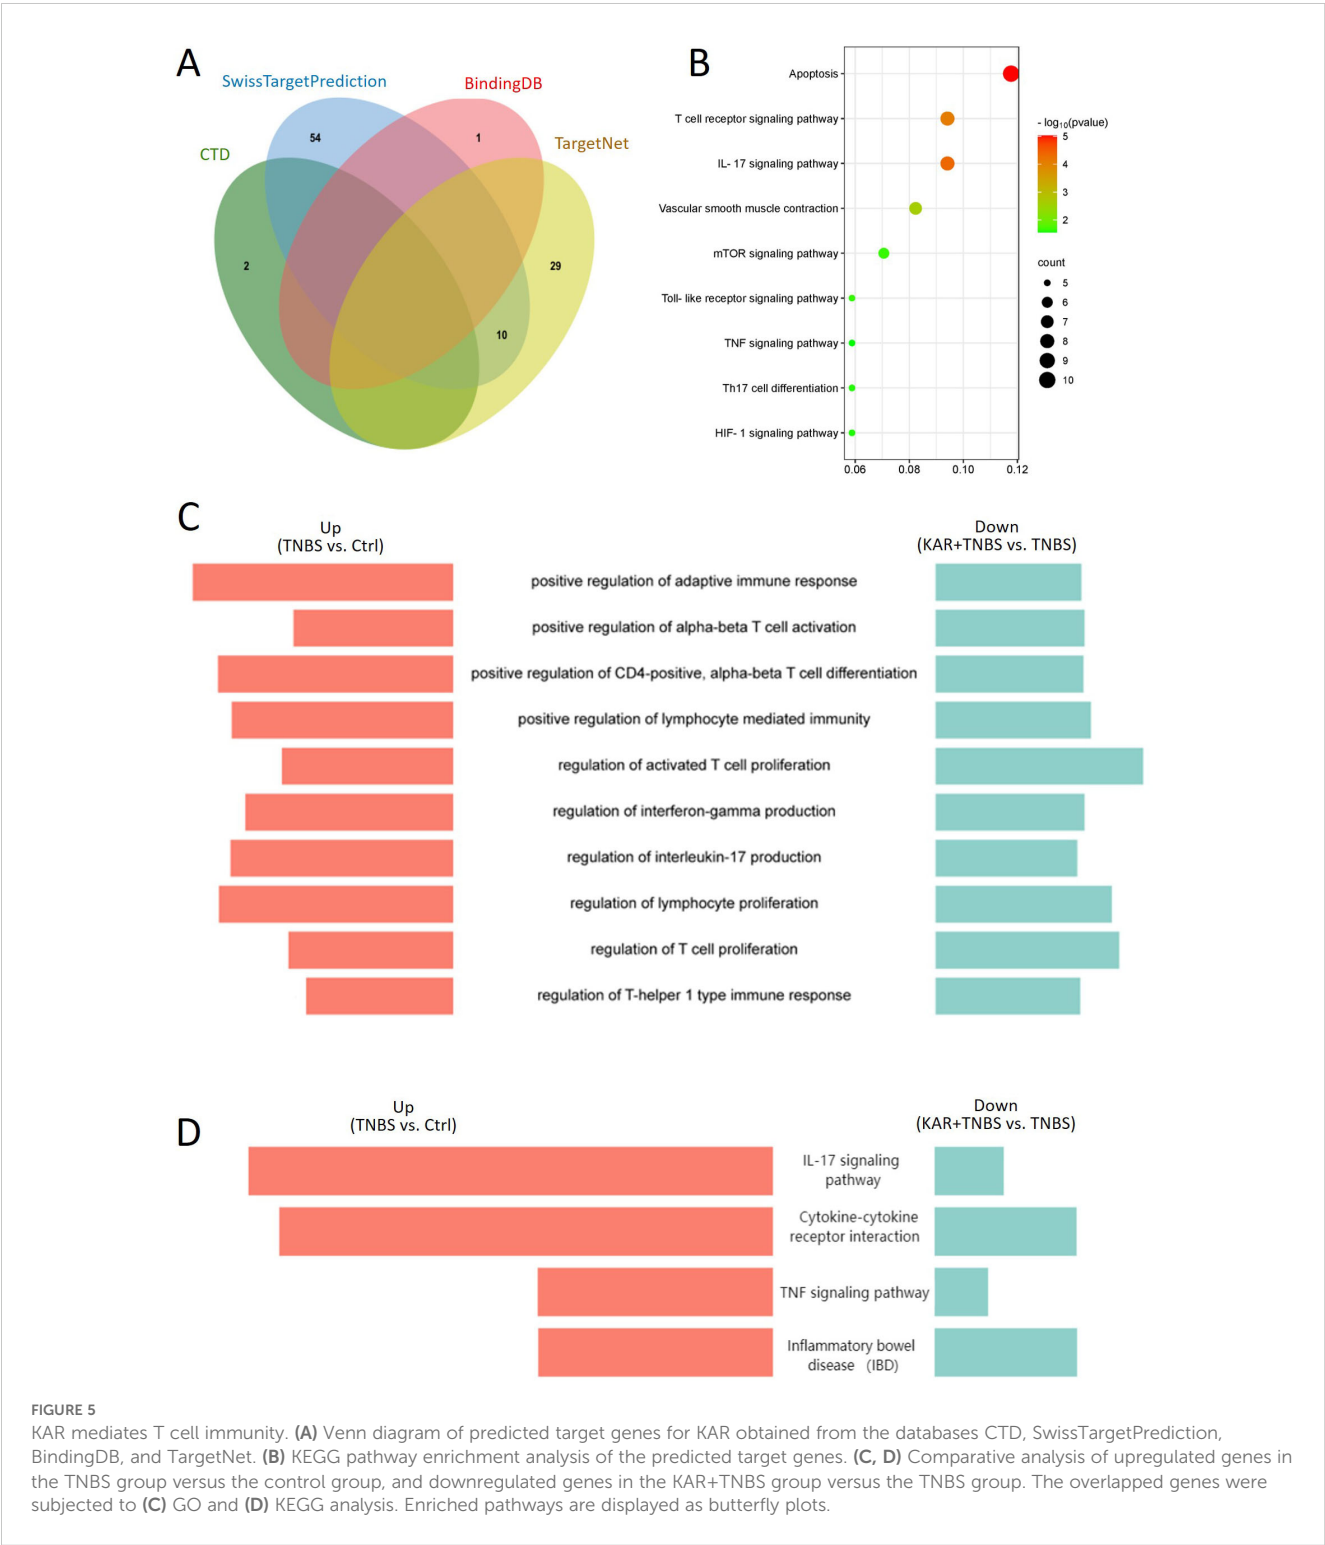 A
SwissTargetPrediction
BindingDB
CTD
TargetNet
54
1
2
29
10
B
Apoptosis
T cell receptor signaling pathway
IL- 17 signaling pathway
Vascular smooth muscle contraction
mTOR signaling pathway
Toll- like receptor signaling pathway
TNF signaling pathway
Th17 cell differentiation
HIF- 1 signaling pathway
0.06 0.08 0.10 0.12
- log10(pvalue)
5
4
3
2
count
5
6
7
8
9
10
C
Up
(TNBS vs. Ctrl)
Down
(KAR+TNBS vs. TNBS)
positive regulation of adaptive immune response
positive regulation of alpha-beta T cell activation
positive regulation of CD4-positive, alpha-beta T cell differentiation
positive regulation of lymphocyte mediated immunity
regulation of activated T cell proliferation
regulation of interferon-gamma production
regulation of interleukin-17 production
regulation of lymphocyte proliferation
regulation of T cell proliferation
regulation of T-helper 1 type immune response
D
Up
(TNBS vs. Ctrl)
Down
(KAR+TNBS vs. TNBS)
IL-17 signaling
pathway
Cytokine-cytokine
receptor interaction
TNF signaling pathway
Inflammatory bowel
disease （IBD）
FIGURE 5
KAR mediates T cell immunity. (A) Venn diagram of predicted target genes for KAR obtained from the databases CTD, SwissTargetPrediction,
BindingDB, and TargetNet. (B) KEGG pathway enrichment analysis of the predicted target genes. (C, D) Comparative analysis of upregulated genes in
the TNBS group versus the control group, and downregulated genes in the KAR+TNBS group versus the TNBS group. The overlapped genes were
subjected to (C) GO and (D) KEGG analysis. Enriched pathways are displayed as butterfly plots.